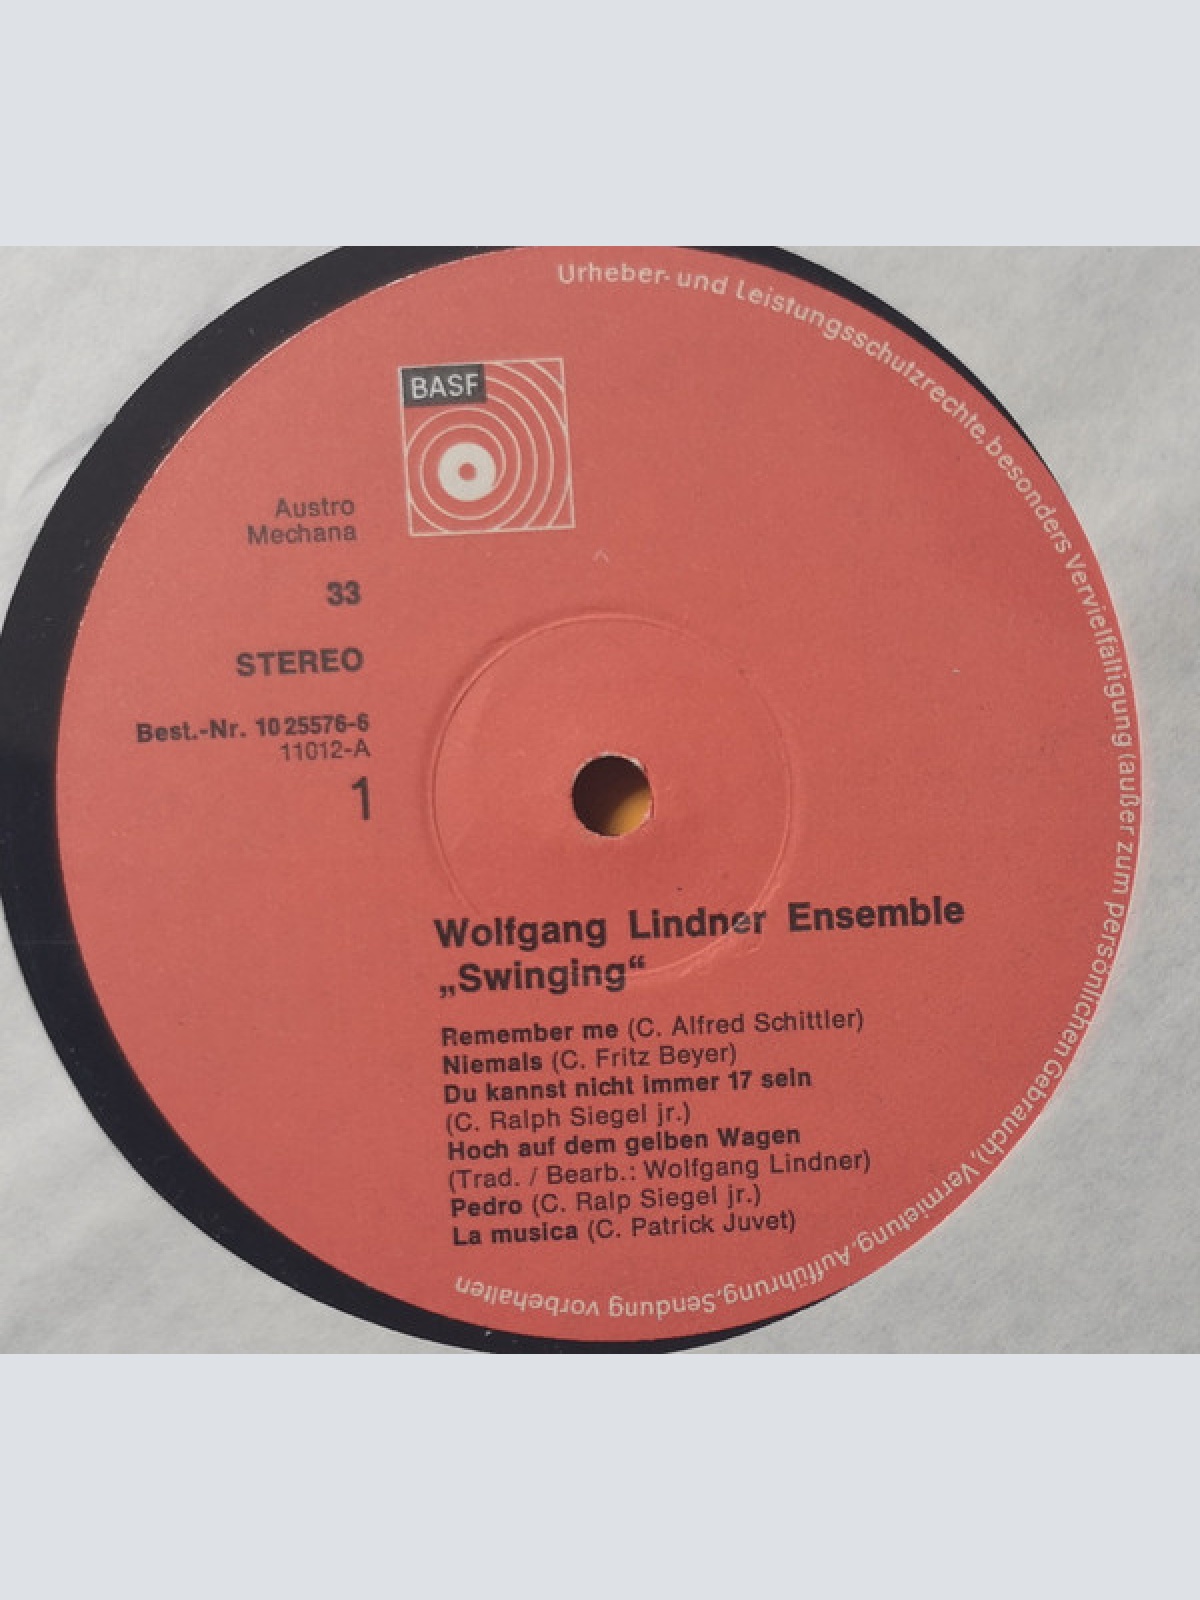 Urheber- und Leistungsschutzrechte, besonders Vervielfältigung (außer zum persönlichen Gebrauch), Vermietung, Aufführung, Sendung vorbehalten
BASF
Austro
Mechana
33
STEREO
Best.-Nr. 10 25576-6
11012-A
1
Wolfgang Lindner Ensemble
„Swinging“
Remember me (C. Alfred Schittler)
Niemals (C. Fritz Beyer)
Du kannst nicht immer 17 sein
(C. Ralph Siegel jr.)
Hoch auf dem gelben Wagen
(Trad. / Bearb.: Wolfgang Lindner)
Pedro (C. Ralp Siegel jr.)
La musica (C. Patrick Juvet)